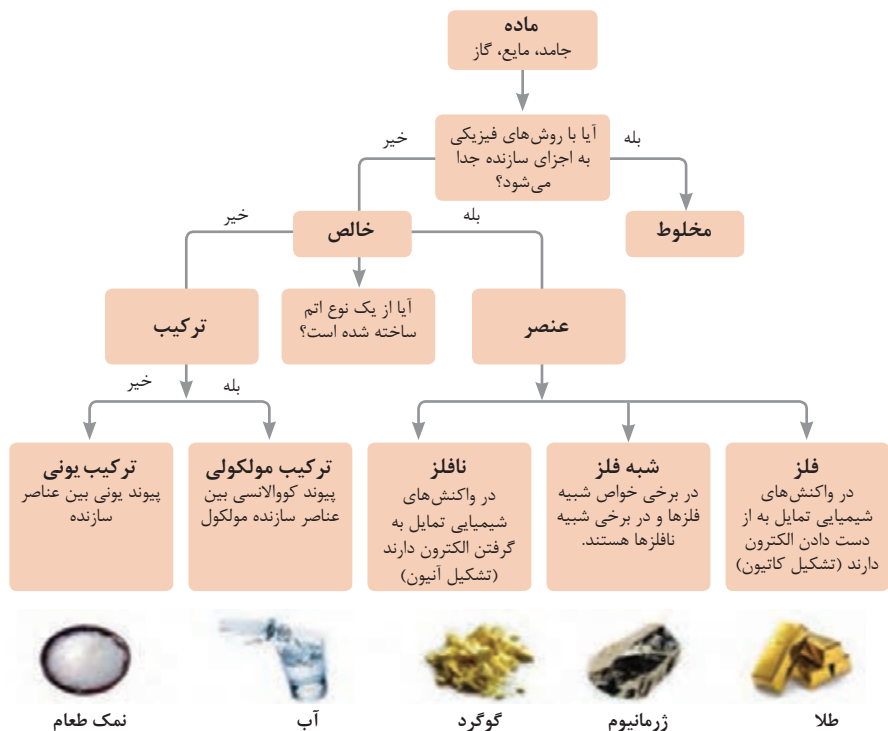 ماده
جامد، مایع، گاز
آیا با روش‌های فیزیکی
به اجزای سازنده جدا
می‌شود؟
بله
خیر
مخلوط
خالص
بله
خیر
آیا از یک نوع اتم
ساخته شده است؟
عنصر
ترکیب
بله
خیر
فلز
در واکنش‌های
شیمیایی تمایل به از
دست دادن الکترون
دارند (تشکیل کاتیون)
شبه فلز
در برخی خواص شبیه
فلزها و در برخی شبیه
نافلزها هستند.
نافلز
در واکنش‌های
شیمیایی تمایل به
گرفتن الکترون دارند
(تشکیل آنیون)
ترکیب مولکولی
پیوند کووالانسی بین
عناصر سازنده مولکول
ترکیب یونی
پیوند یونی بین عناصر
سازنده
طلا
ژرمانیوم
گوگرد
آب
نمک طعام